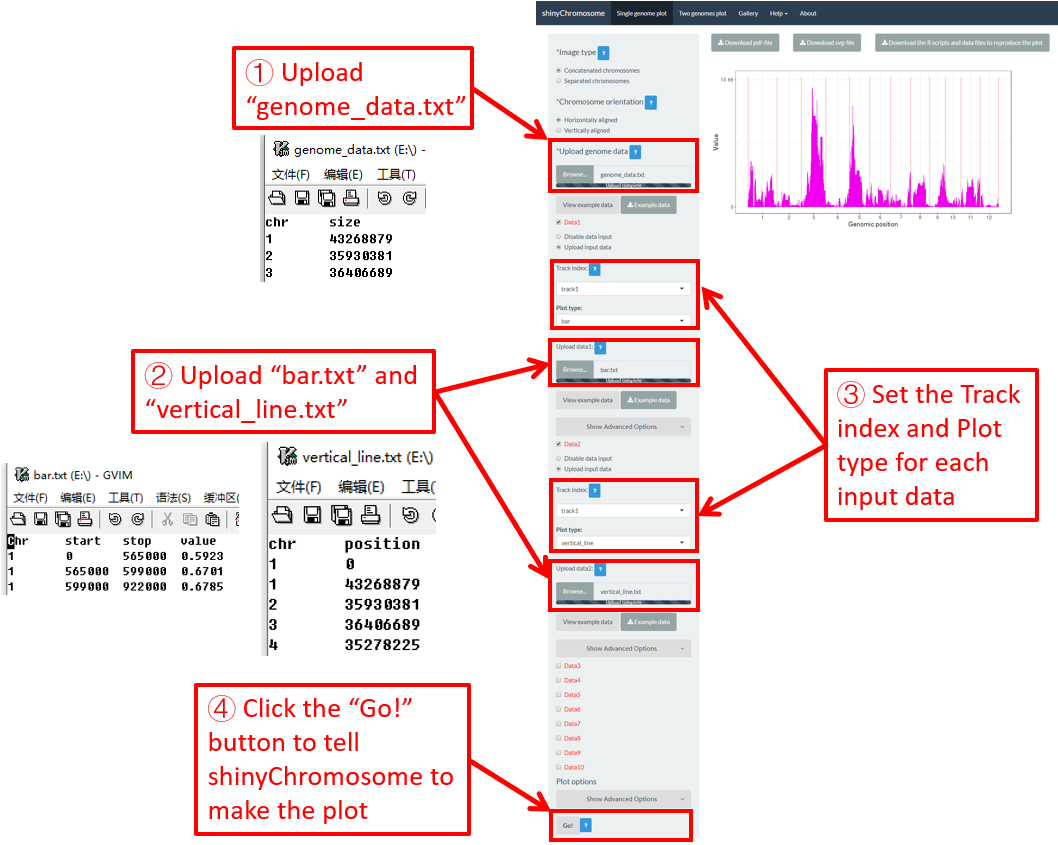 shinyChromosome Single genome plot Two genomes plot Gallery Help About
① Upload
“genome_data.txt”
genome_data.txt (E:\) -
文件(F) 编辑(E) 工具(T)
chr size
1 43268879
2 35930381
3 36406689
② Upload “bar.txt” and
“vertical_line.txt”
bar.txt (E:\) - GVIM
文件(F) 编辑(E) 工具(T) 语法(S) 缓冲区(
Chr start stop value
1 0 565000 0.5923
1 565000 599000 0.6701
1 599000 922000 0.6785
vertical_line.txt (E:\)
文件(F) 编辑(E) 工具(
chr position
1 0
1 43268879
2 35930381
3 36406689
4 35278225
④ Click the “Go!”
button to tell
shinyChromosome to
make the plot
*Image type ?
Concatenated chromosomes
Separated chromosomes
*Chromosome orientation ?
Horizontally aligned
Vertically aligned
*Upload genome data ?
Browse... genome_data.txt
Upload complete
View example data Example data
Data1
Disable data input
Upload input data
Track index: ?
track1
Plot type:
bar
Upload data1: ?
Browse... bar.txt
Upload complete
View example data Example data
Show Advanced Options
Data2
Disable data input
Upload input data
Track index: ?
track1
Plot type:
vertical_line
Upload data2: ?
Browse... vertical_line.txt
Upload complete
View example data Example data
Show Advanced Options
Data3
Data4
Data5
Data6
Data7
Data8
Data9
Data10
Plot options
Show Advanced Options
Go! ?
Download pdf-file Download svg-file Download the R scripts and data files to reproduce the plot
Value
0
1 2 3 4 5 6 7 8 9 10 11 12
Genomic position
③ Set the Track
index and Plot
type for each
input data